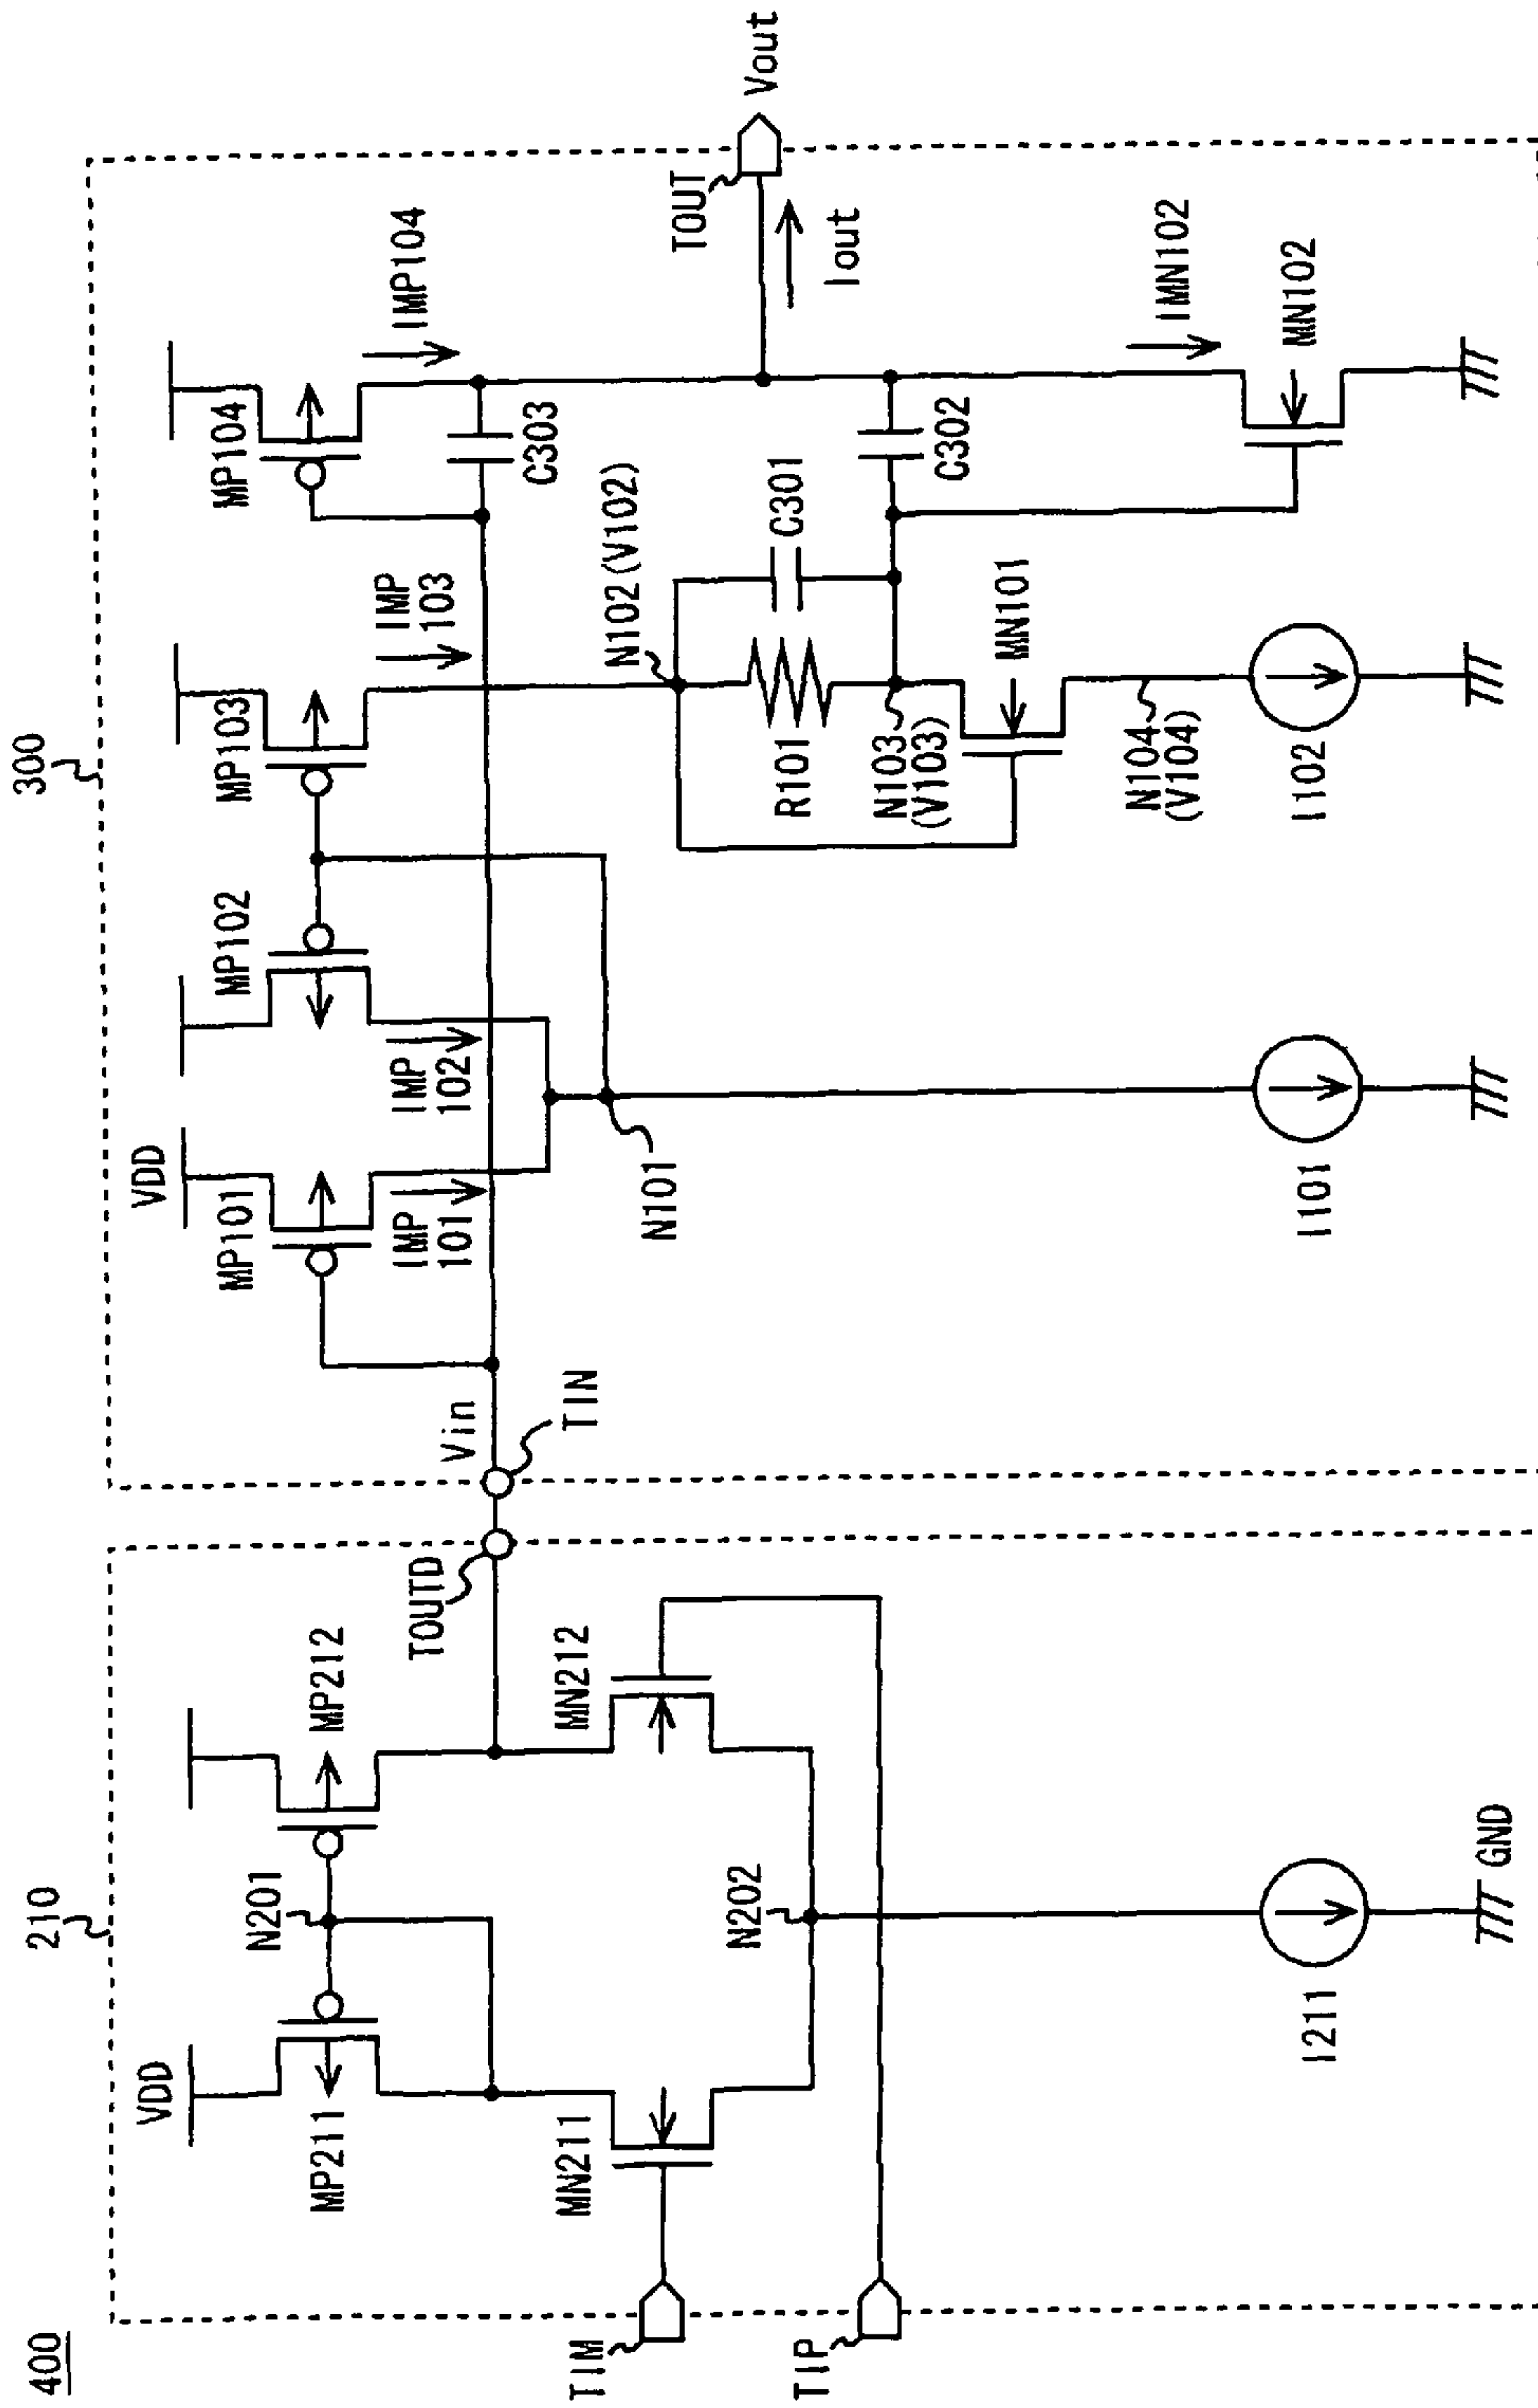 400
210
300
VDD
MP211
N201
MP212
TOUTD
MN211
MN212
TIM
TIP
N202
I211
GND
Vin
TIN
VDD
MP101
IMP
101
MP102
IMP
102
N101
I101
MP103
IMP
103
N102(V102)
R101
C301
N103
(V103)
MN101
N104
(V104)
I102
MP104
IMP104
C303
C302
TOUT
Vout
Iout
IMN102
MN102